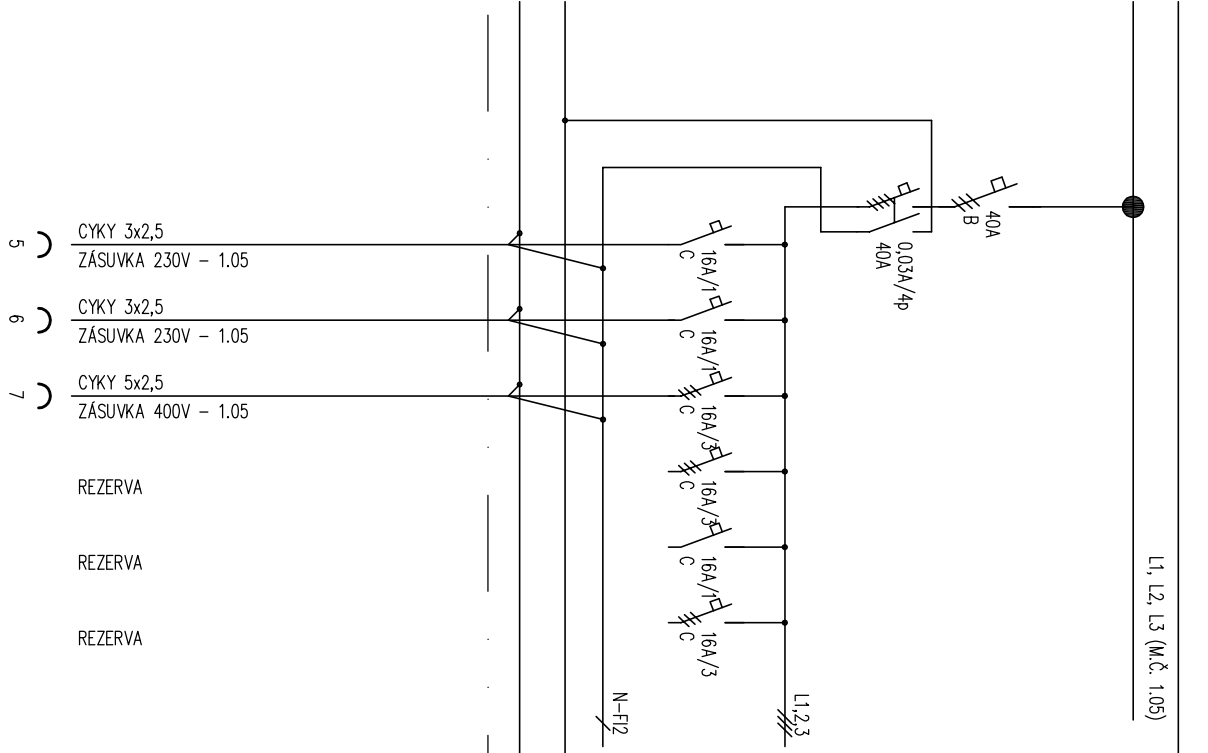 40A
B
0,03A/4p
40A
5
CYKY 3x2,5
ZÁSUVKA 230V – 1.05
16A/1
C
6
CYKY 3x2,5
ZÁSUVKA 230V – 1.05
16A/1
C
7
CYKY 5x2,5
ZÁSUVKA 400V – 1.05
16A/3
C
REZERVA
16A/3
C
REZERVA
16A/1
C
REZERVA
16A/3
C
N–FI2
L1,2,3
L1, L2, L3 (M.Č. 1.05)